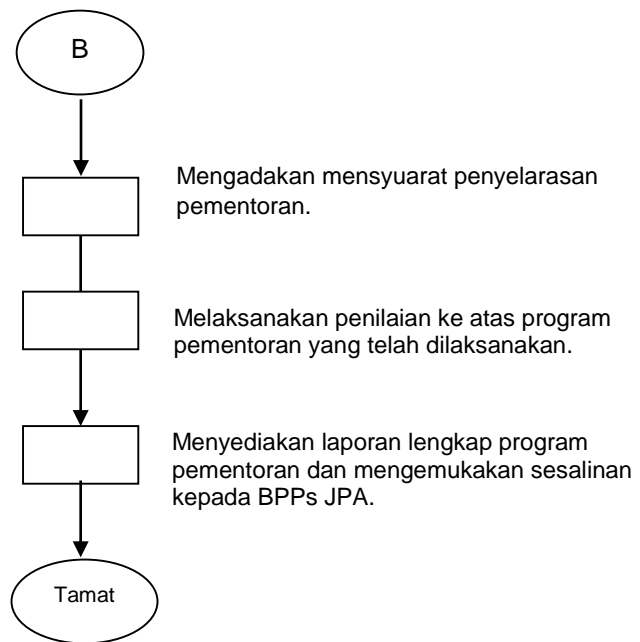 B
Mengadakan mensyuarat penyelarasan
pementoran.
Melaksanakan penilaian ke atas program
pementoran yang telah dilaksanakan.
Menyediakan laporan lengkap program
pementoran dan mengemukakan sesalinan
kepada BPPs JPA.
Tamat